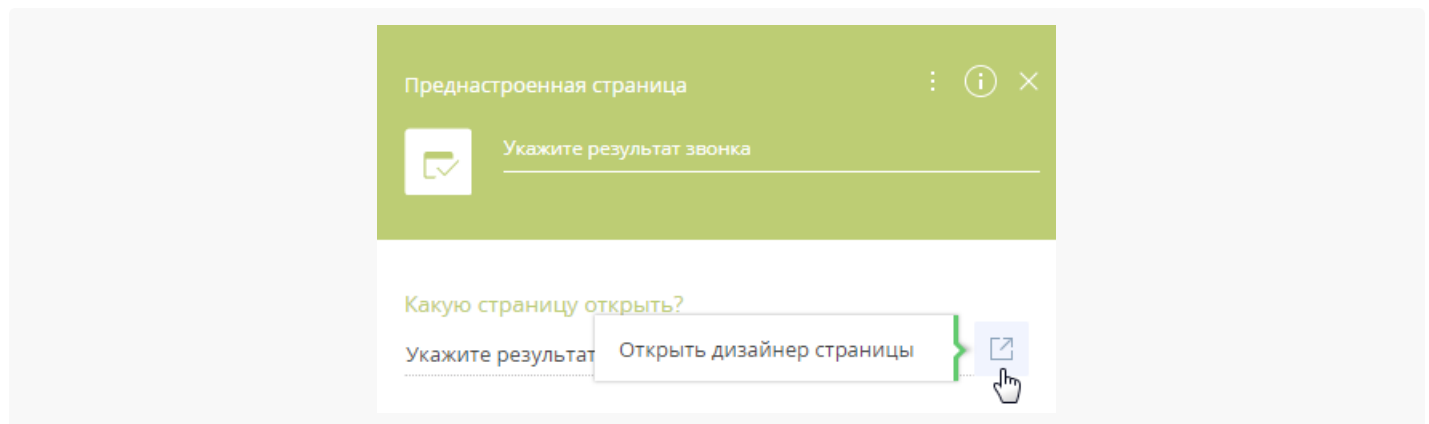 Преднастроенная страница
Укажите результат звонка
Какую страницу открыть?
Укажите результат
Открыть дизайнер страницы